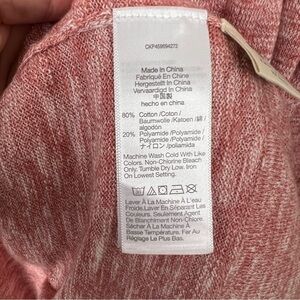 CKF459694272
Made In China
Fabriqué En Chine
Hergestellt In China
Vervaardigd In China
中国製
hecho en china
80% Cotton /Coton /
Baumwolle /Katoen / 綿 /
algodón
20% Polyamide /Polyamide /
Polyamid /Polyamide /
ナイロン /poliamida
Machine Wash Cold With Like
Colors. Non-Chlorine Bleach
Only. Tumble Dry Low. Iron
On Lowest Setting.
Laver À La Machine À L'eau
Froide. Laver En Séparant Les
Couleurs. Seulement Agent
De Blanchiment Non Chloré.
Sécher À La Machine À
Basse Température. Fer Au
Réglage Le Plus Bas.